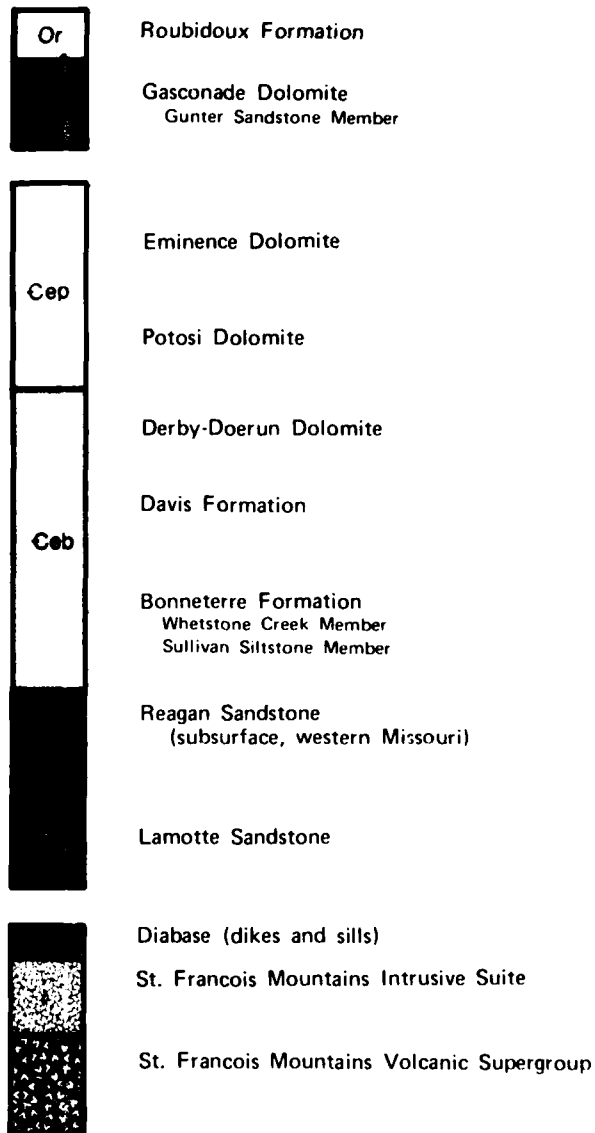 Or
Roubidoux Formation
Gasconade Dolomite
Gunter Sandstone Member
Eminence Dolomite
Єep
Potosi Dolomite
Derby-Doerun Dolomite
Davis Formation
Єeb
Bonneterre Formation
Whetstone Creek Member
Sullivan Siltstone Member
Reagan Sandstone
(subsurface, western Missouri)
Lamotte Sandstone
Diabase (dikes and sills)
St. Francois Mountains Intrusive Suite
St. Francois Mountains Volcanic Supergroup